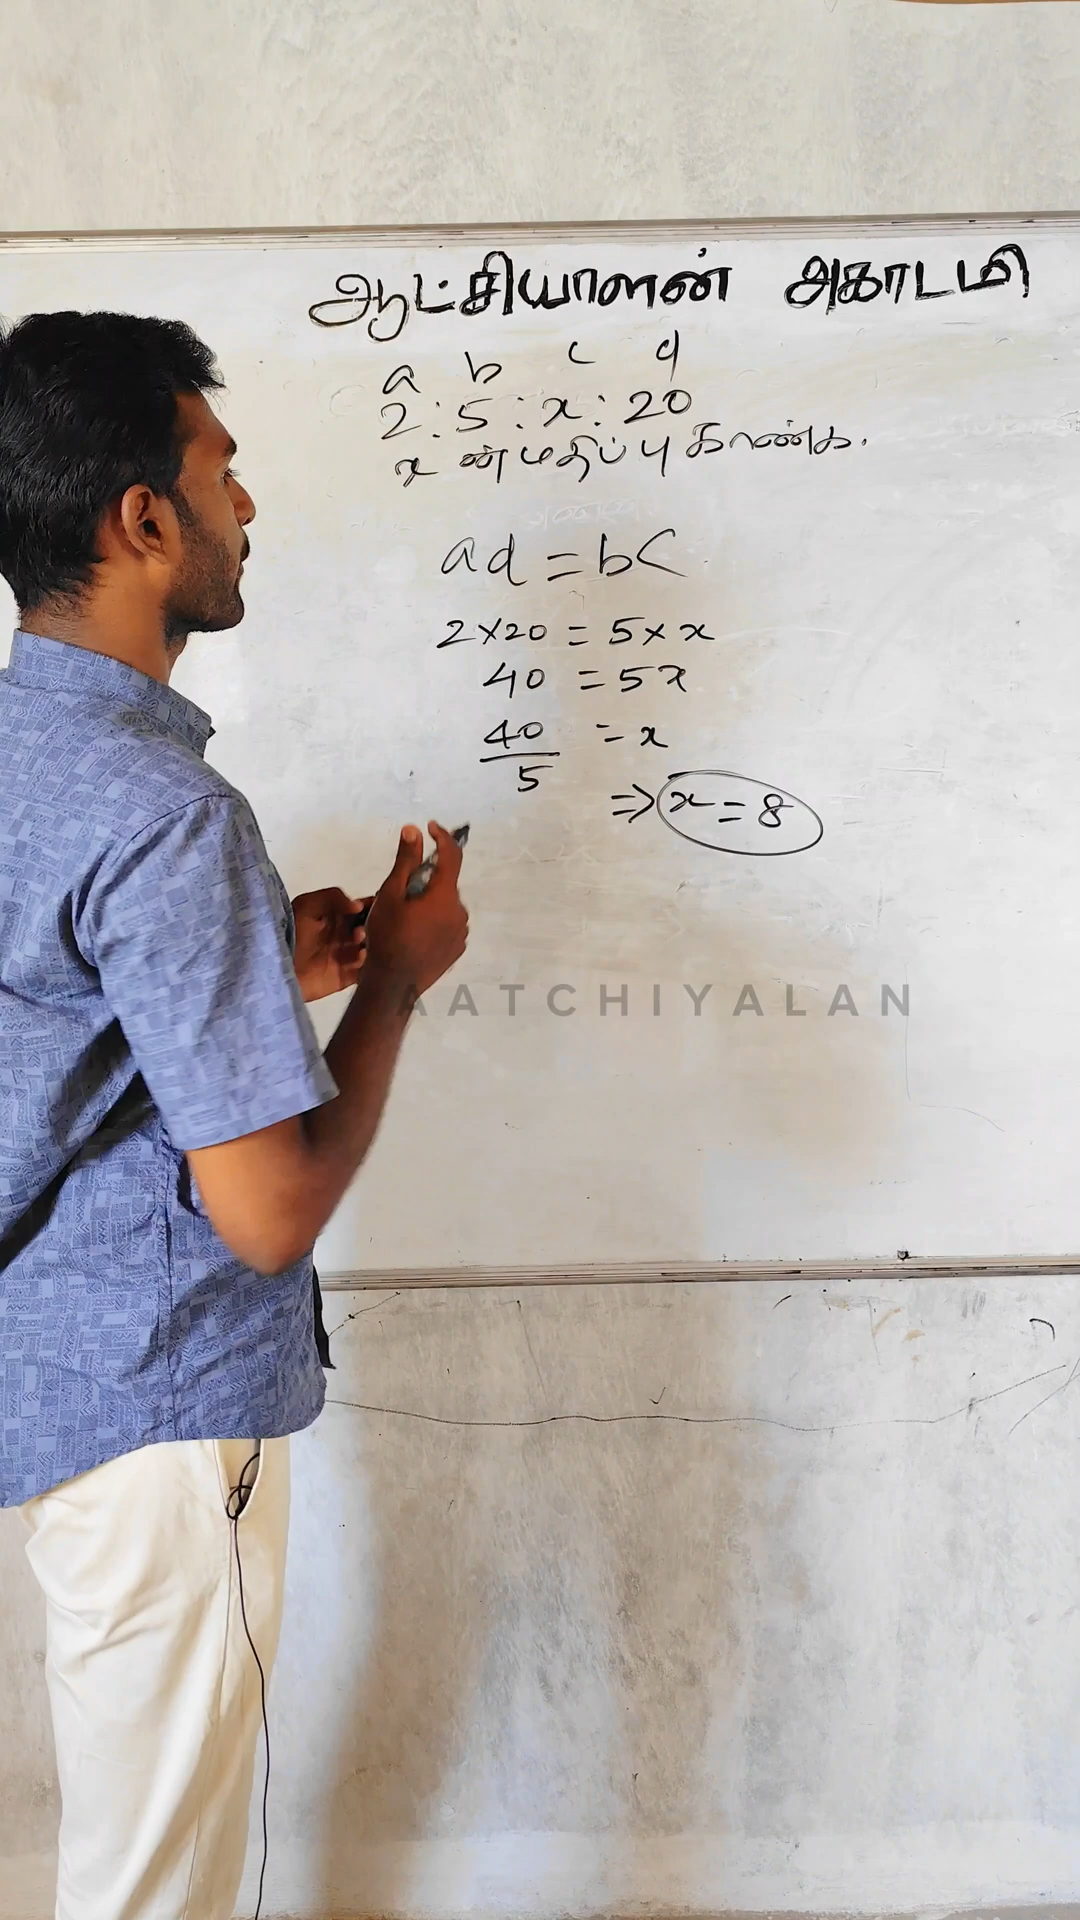 ஆட்சியாளன் அகாடமி
a b c d
2 : 5 : x : 20
x ன் மதிப்பு காண்க.
ad = bc
2 × 20 = 5 × x
40 = 5x
40/5 = x
⇒ x = 8
AATCHIYALAN